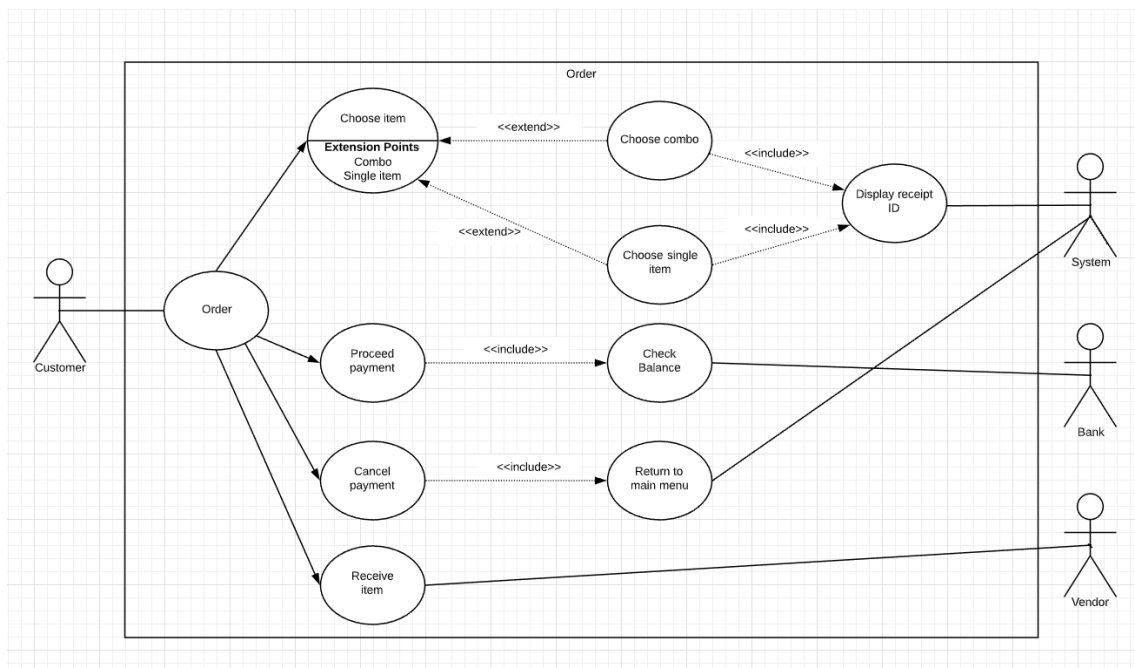 Order
Choose item
Extension Points
Combo
Single item
<<extend>>
Choose combo
<<include>>
Display receipt
ID
<<include>>
<<extend>>
Choose single
item
System
Customer
Order
Proceed
payment
<<include>>
Check
Balance
Bank
Cancel
payment
<<include>>
Return to
main menu
Receive
item
Vendor